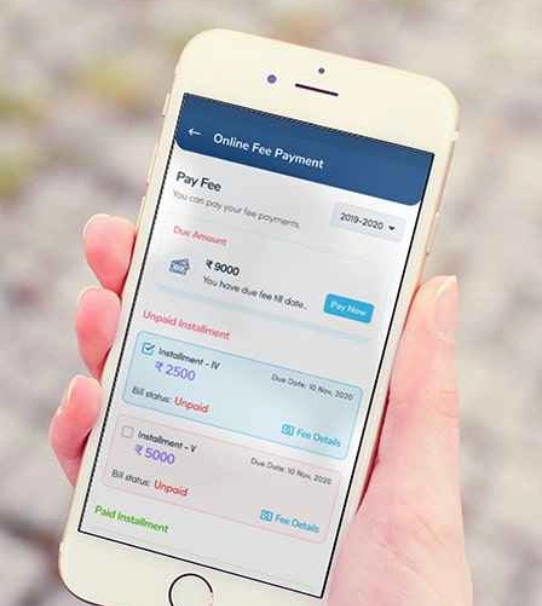 ← Online Fee Payment
Pay Fee
You can pay your fee payments.
2019-2020
Due Amount
₹ 9000
You have due fee till date..
Pay Now
Unpaid Installment
Installment - IV
₹ 2500
Due Date: 10 Nov, 2020
Bill status: Unpaid
Fee Details
Installment - V
₹ 5000
Due Date: 10 Nov, 2020
Bill status: Unpaid
Fee Details
Paid Installment